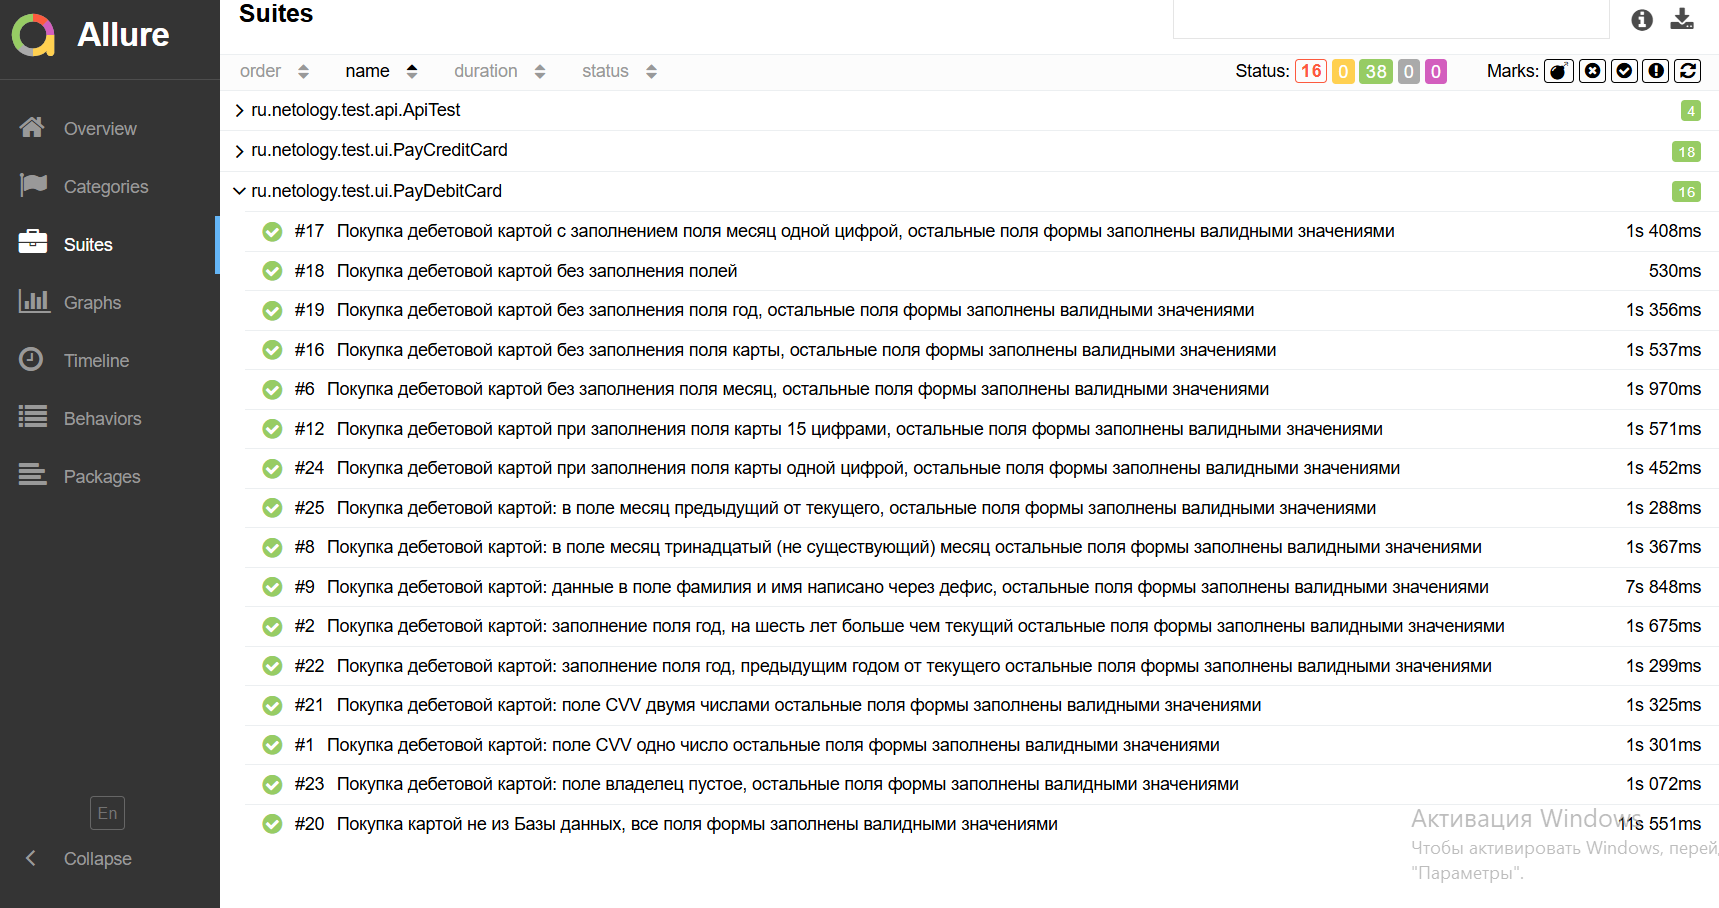 Allure
Suites
order name duration status
Status: 16 0 38 0 0 Marks:
Overview
Categories
Suites
Graphs
Timeline
Behaviors
Packages
En
Collapse
ru.netology.test.api.ApiTest 4
ru.netology.test.ui.PayCreditCard 18
ru.netology.test.ui.PayDebitCard 16
#17 Покупка дебетовой картой с заполнением поля месяц одной цифрой, остальные поля формы заполнены валидными значениями 1s 408ms
#18 Покупка дебетовой картой без заполнения полей 530ms
#19 Покупка дебетовой картой без заполнения поля год, остальные поля формы заполнены валидными значениями 1s 356ms
#16 Покупка дебетовой картой без заполнения поля карты, остальные поля формы заполнены валидными значениями 1s 537ms
#6 Покупка дебетовой картой без заполнения поля месяц, остальные поля формы заполнены валидными значениями 1s 970ms
#12 Покупка дебетовой картой при заполнения поля карты 15 цифрами, остальные поля формы заполнены валидными значениями 1s 571ms
#24 Покупка дебетовой картой при заполнения поля карты одной цифрой, остальные поля формы заполнены валидными значениями 1s 452ms
#25 Покупка дебетовой картой: в поле месяц предыдущий от текущего, остальные поля формы заполнены валидными значениями 1s 288ms
#8 Покупка дебетовой картой: в поле месяц тринадцатый (не существующий) месяц остальные поля формы заполнены валидными значениями 1s 367ms
#9 Покупка дебетовой картой: данные в поле фамилия и имя написано через дефис, остальные поля формы заполнены валидными значениями 7s 848ms
#2 Покупка дебетовой картой: заполнение поля год, на шесть лет больше чем текущий остальные поля формы заполнены валидными значениями 1s 675ms
#22 Покупка дебетовой картой: заполнение поля год, предыдущим годом от текущего остальные поля формы заполнены валидными значениями 1s 299ms
#21 Покупка дебетовой картой: поле CVV двумя числами остальные поля формы заполнены валидными значениями 1s 325ms
#1 Покупка дебетовой картой: поле CVV одно число остальные поля формы заполнены валидными значениями 1s 301ms
#23 Покупка дебетовой картой: поле владелец пустое, остальные поля формы заполнены валидными значениями 1s 072ms
#20 Покупка картой не из Базы данных, все поля формы заполнены валидными значениями 11s 551ms
Активация Windows
Чтобы активировать Windows, перей
"Параметры".